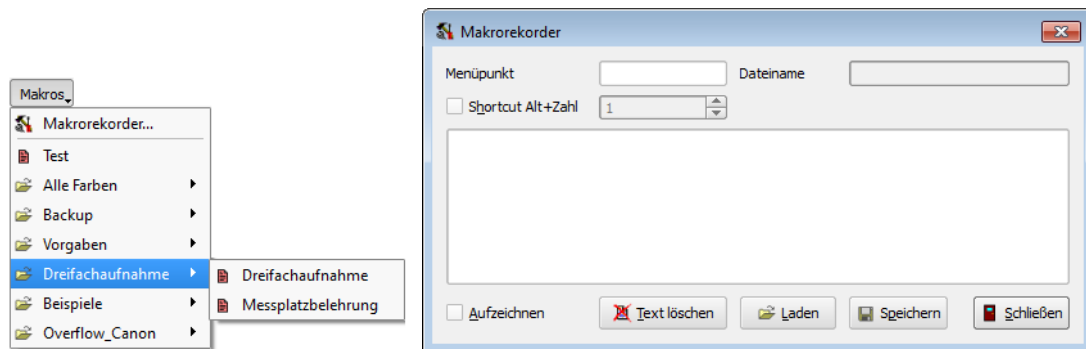 Makros
Makrorekorder...
Test
Alle Farben
Backup
Vorgaben
Dreifachaufnahme
Beispiele
Overflow_Canon
Dreifachaufnahme
Messplatzbelehrung
Makrorekorder
Menüpunkt Dateiname
Shortcut Alt+Zahl 1
Aufzeichnen Text löschen Laden Speichern Schließen